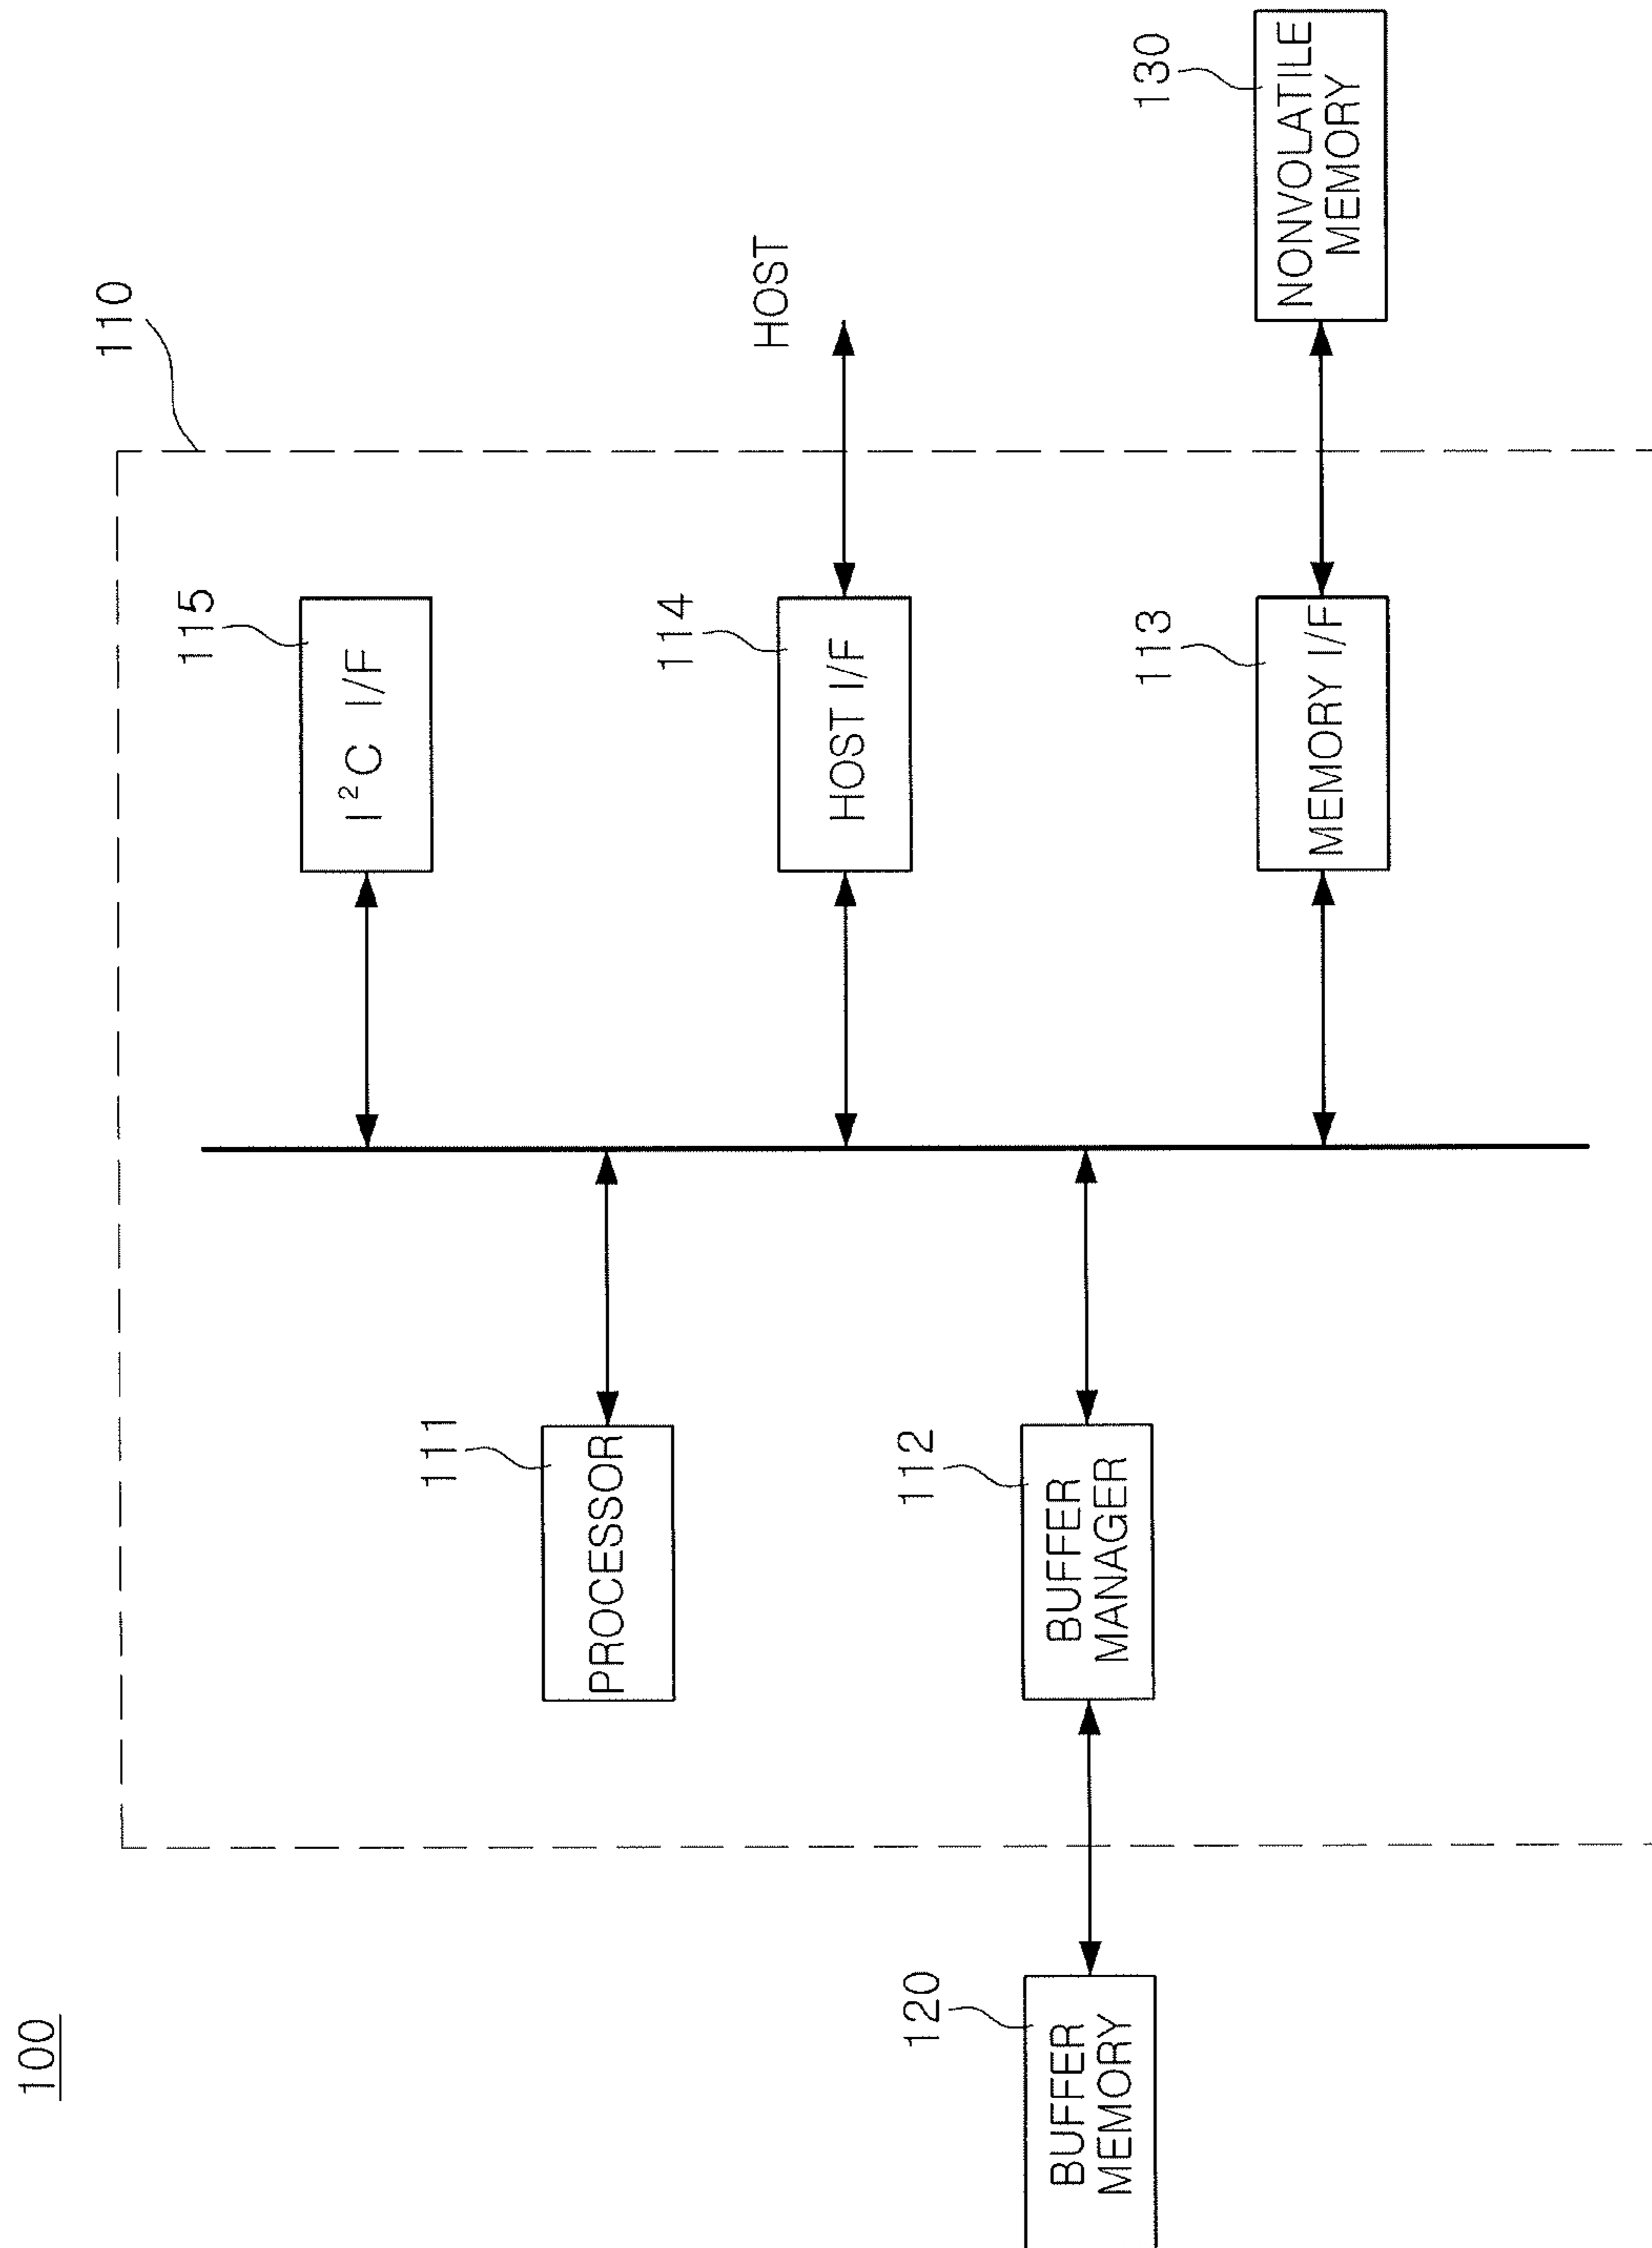 100
110
115
I²C I/F
111
PROCESSOR
114
HOST
HOST I/F
120
BUFFER
MEMORY
112
BUFFER
MANAGER
113
MEMORY I/F
130
NONVOLATILE
MEMORY